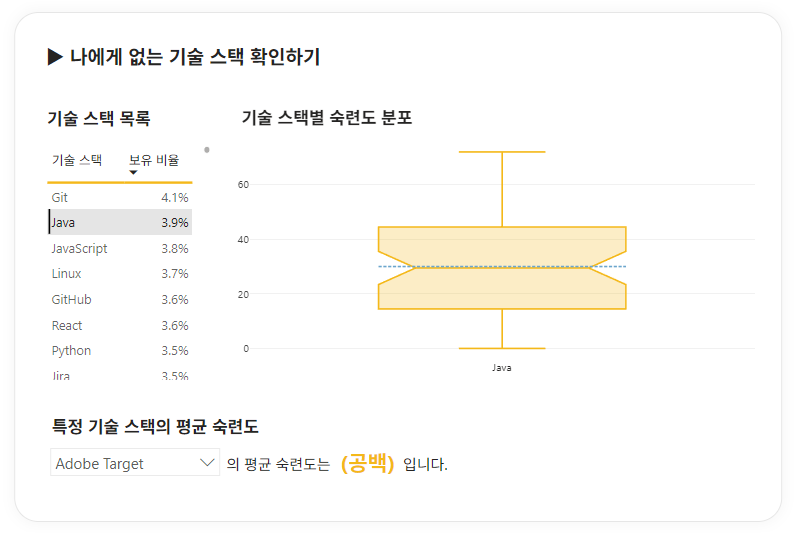 ▶ 나에게 없는 기술 스택 확인하기
기술 스택 목록
기술 스택 보유 비율
Git 4.1%
Java 3.9%
JavaScript 3.8%
Linux 3.7%
GitHub 3.6%
React 3.6%
Python 3.5%
Jira 3.5%
기술 스택별 숙련도 분포
60
40
20
0
Java
특정 기술 스택의 평균 숙련도
Adobe Target 의 평균 숙련도는 (공백) 입니다.